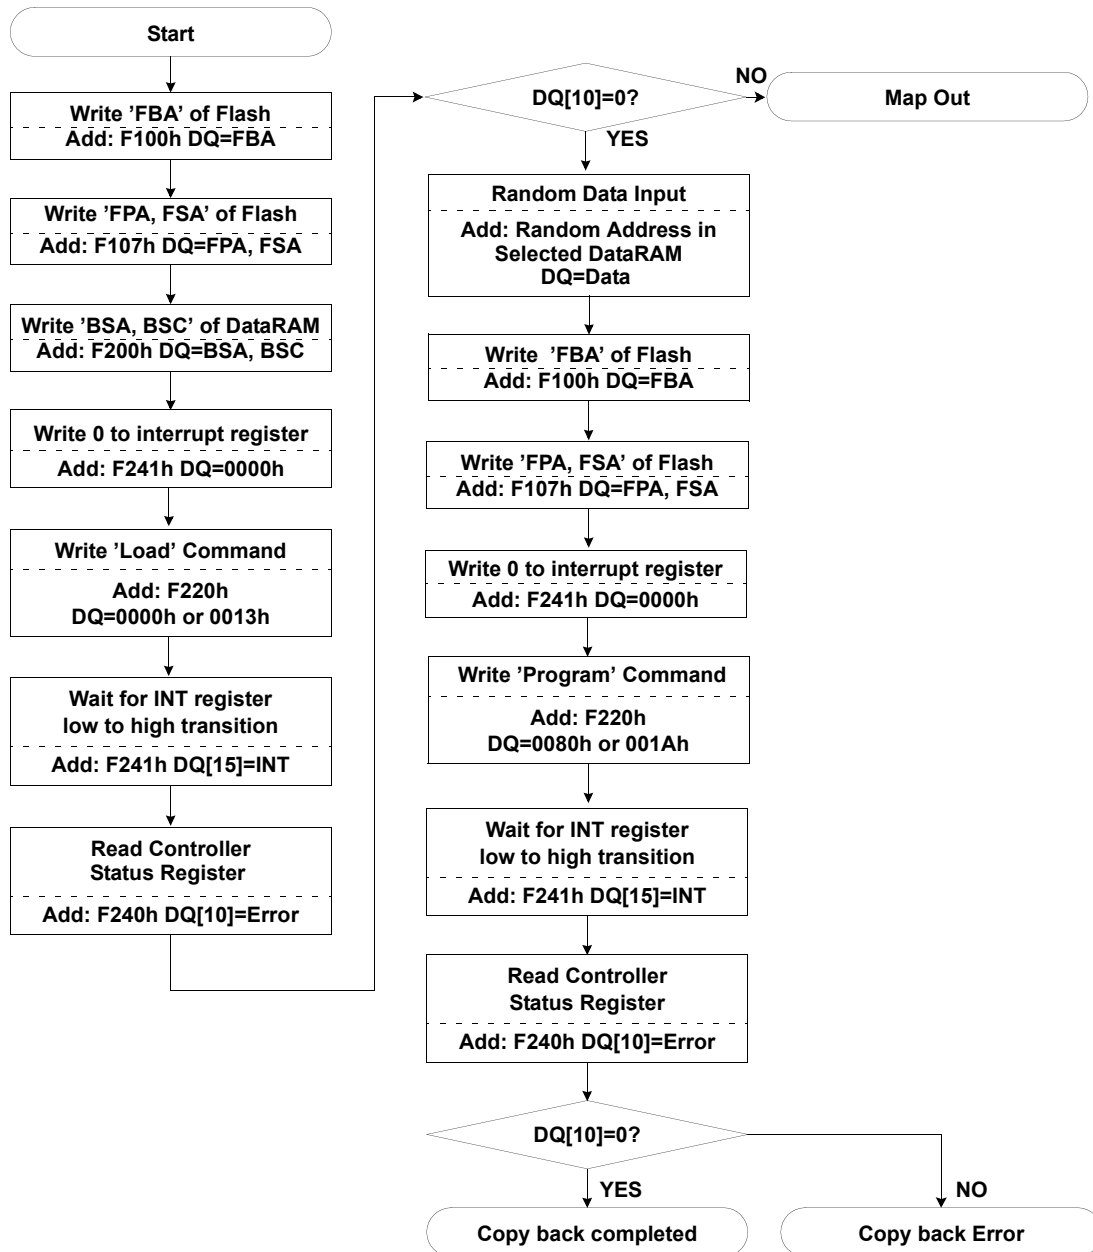 Start
Write ’FBA’ of Flash
Add: F100h DQ=FBA
Write ’FPA, FSA’ of Flash
Add: F107h DQ=FPA, FSA
Write ’BSA, BSC’ of DataRAM
Add: F200h DQ=BSA, BSC
Write 0 to interrupt register
Add: F241h DQ=0000h
Write ’Load’ Command
Add: F220h
DQ=0000h or 0013h
Wait for INT register
low to high transition
Add: F241h DQ[15]=INT
Read Controller
Status Register
Add: F240h DQ[10]=Error
DQ[10]=0?
NO
Map Out
YES
Random Data Input
Add: Random Address in
Selected DataRAM
DQ=Data
Write ’FBA’ of Flash
Add: F100h DQ=FBA
Write ’FPA, FSA’ of Flash
Add: F107h DQ=FPA, FSA
Write 0 to interrupt register
Add: F241h DQ=0000h
Write ’Program’ Command
Add: F220h
DQ=0080h or 001Ah
Wait for INT register
low to high transition
Add: F241h DQ[15]=INT
Read Controller
Status Register
Add: F240h DQ[10]=Error
DQ[10]=0?
YES
NO
Copy back completed
Copy back Error